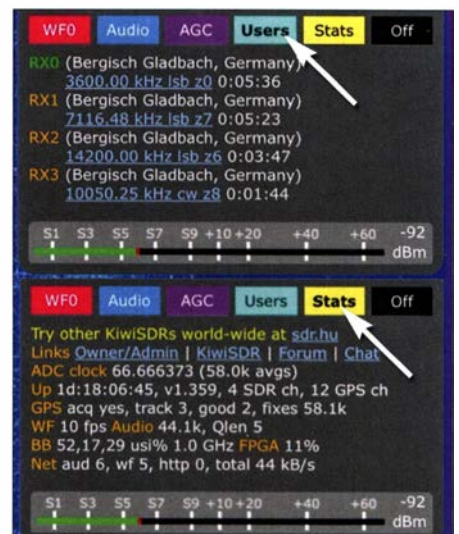 WF0 Audio AGC Users Stats Off
RX0 (Bergisch Gladbach, Germany)
3600.00 kHz lsb z0 0:05:36
RX1 (Bergisch Gladbach, Germany)
7116.48 kHz lsb z7 0:05:23
RX2 (Bergisch Gladbach, Germany)
14200.00 kHz lsb z6 0:03:47
RX3 (Bergisch Gladbach, Germany)
10050.25 kHz cw z8 0:01:44
S1 S3 S5 S7 S9 +10 +20 +40 +60 -92
dBm
WF0 Audio AGC Users Stats Off
Try other KiwiSDRs world-wide at sdr.hu
Links Owner/Admin | KiwiSDR | Forum | Chat
ADC clock 66.666373 (58.0k avgs)
Up 1d:18:06:45, v1.359, 4 SDR ch, 12 GPS ch
GPS acq yes, track 3, good 2, fixes 58.1k
WF 10 fps Audio 44.1k, Qlen 5
BB 52,17,29 usi% 1.0 GHz FPGA 11%
Net aud 6, wf 5, http 0, total 44 kB/s
S1 S3 S5 S7 S9 +10 +20 +40 +60 -92
dBm